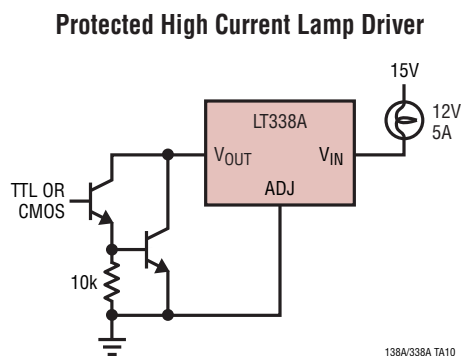 Protected High Current Lamp Driver
15V
12V
5A
LT338A
VOUT
VIN
ADJ
TTL OR
CMOS
10k
138A/338A TA10